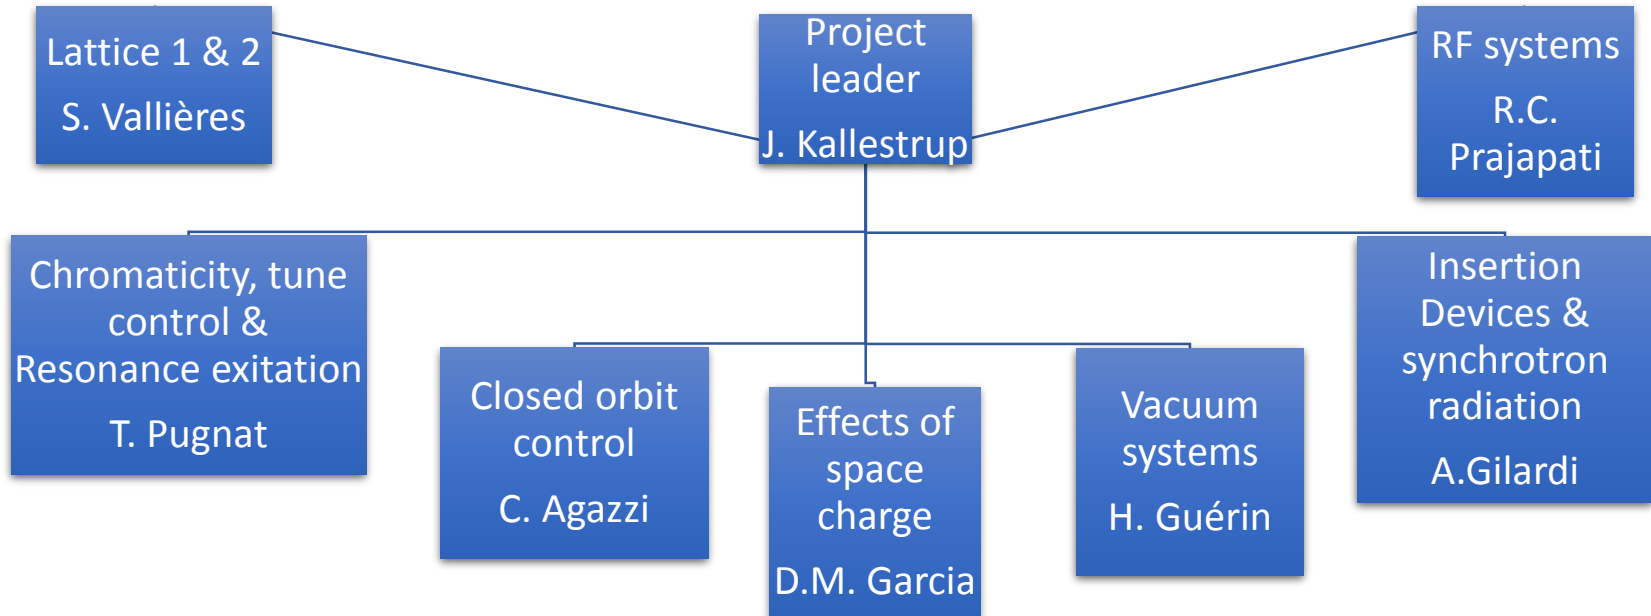 Lattice 1 & 2
S. Vallières
Project
leader
J. Kallestrup
RF systems
R.C.
Prajapati
Chromaticity, tune
control &
Resonance exitation
T. Pugnat
Closed orbit
control
C. Agazzi
Effects of
space
charge
D.M. Garcia
Vacuum
systems
H. Guérin
Insertion
Devices &
synchrotron
radiation
A.Gilardi